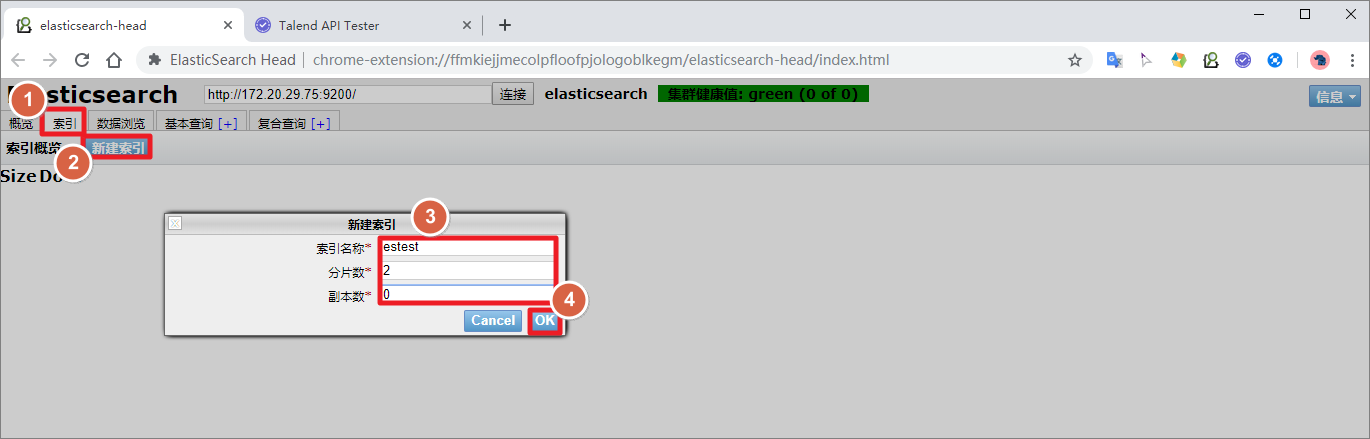 elasticsearch-head
Talend API Tester
ElasticSearch Head
chrome-extension://ffmkiejjmecolpfloofpjologoblkegm/elasticsearch-head/index.html
1
sticsearch http://172.20.29.75:9200/ 连接 elasticsearch 集群健康值: green (0 of 0) 信息
概览 索引 数据浏览 基本查询 [+] 复合查询 [+]
索引概览 2 新建索引
Size Do
新建索引 3
索引名称* estest
分片数* 2
副本数* 0 4
Cancel OK